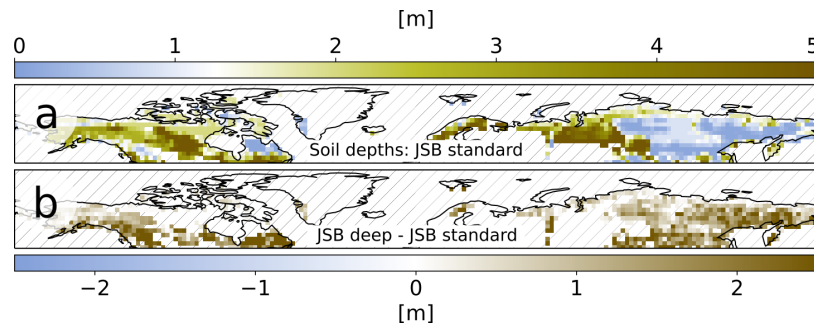 [m]
0 1 2 3 4 5
a
Soil depths: JSB standard
b
JSB deep - JSB standard
−2 −1 0 1 2
[m]